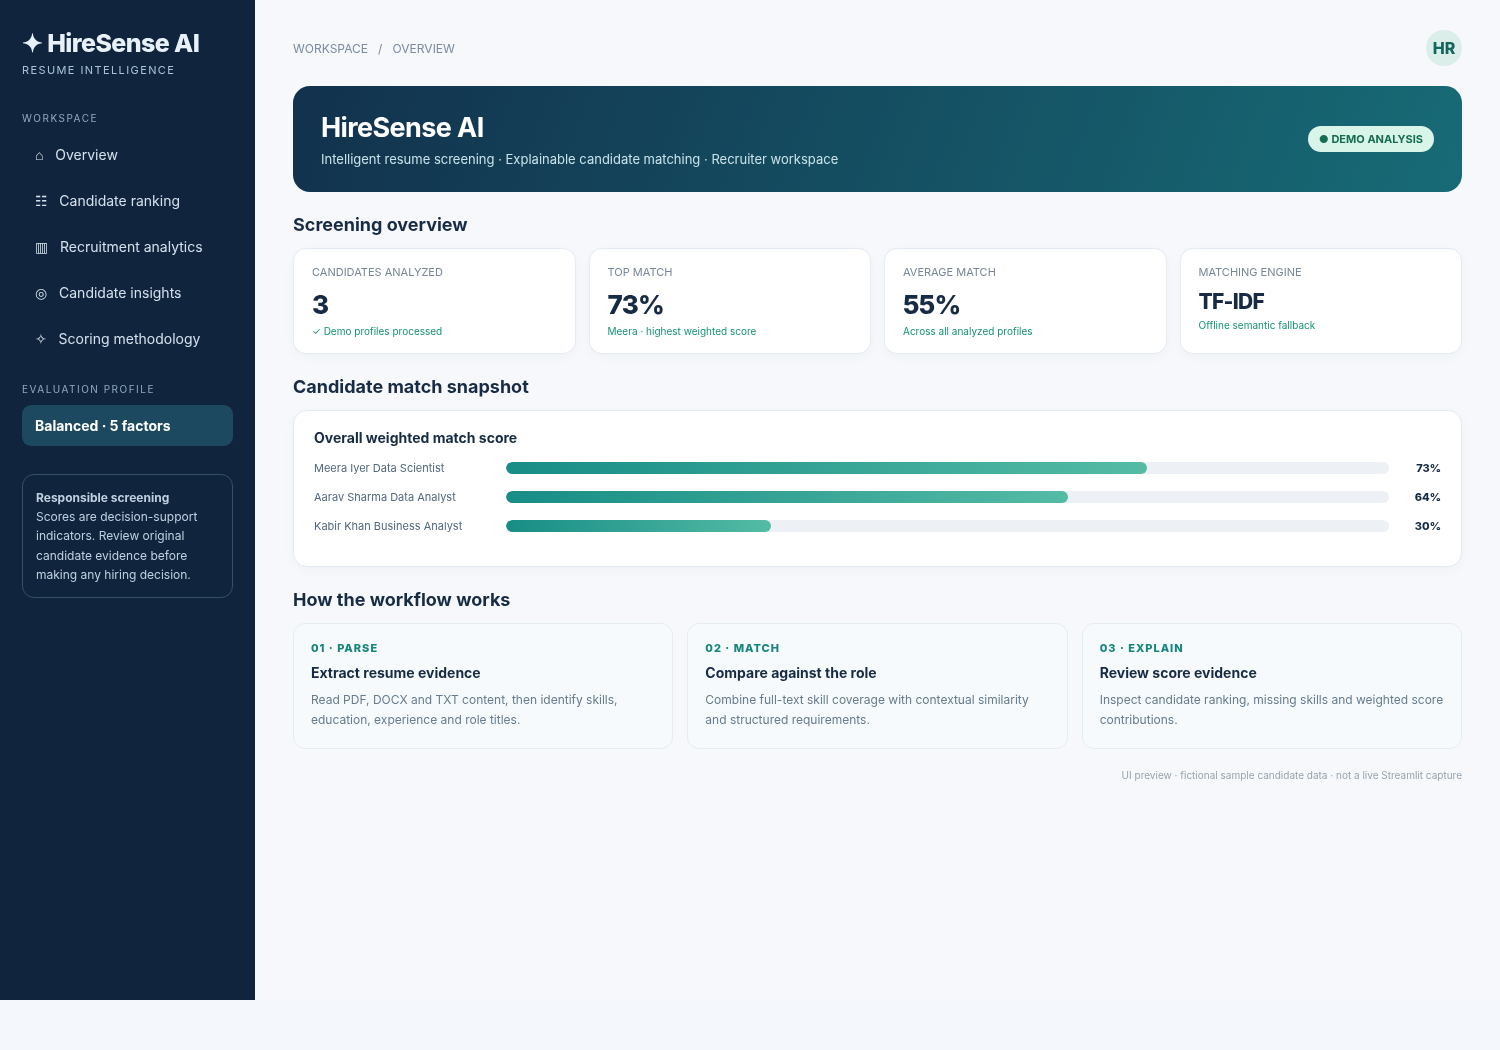 ✦ HireSense AI
RESUME INTELLIGENCE
WORKSPACE
⌂ Overview
☷ Candidate ranking
▥ Recruitment analytics
◎ Candidate insights
✧ Scoring methodology
EVALUATION PROFILE
Balanced · 5 factors
Responsible screening
Scores are decision-support
indicators. Review original
candidate evidence before
making any hiring decision.
WORKSPACE / OVERVIEW
HR
HireSense AI
Intelligent resume screening · Explainable candidate matching · Recruiter workspace
● DEMO ANALYSIS
Screening overview
CANDIDATES ANALYZED
3
✓ Demo profiles processed
TOP MATCH
73%
Meera · highest weighted score
AVERAGE MATCH
55%
Across all analyzed profiles
MATCHING ENGINE
TF-IDF
Offline semantic fallback
Candidate match snapshot
Overall weighted match score
Meera Iyer Data Scientist 73%
Aarav Sharma Data Analyst 64%
Kabir Khan Business Analyst 30%
How the workflow works
01 · PARSE
Extract resume evidence
Read PDF, DOCX and TXT content, then identify skills,
education, experience and role titles.
02 · MATCH
Compare against the role
Combine full-text skill coverage with contextual similarity
and structured requirements.
03 · EXPLAIN
Review score evidence
Inspect candidate ranking, missing skills and weighted score
contributions.
UI preview · fictional sample candidate data · not a live Streamlit capture